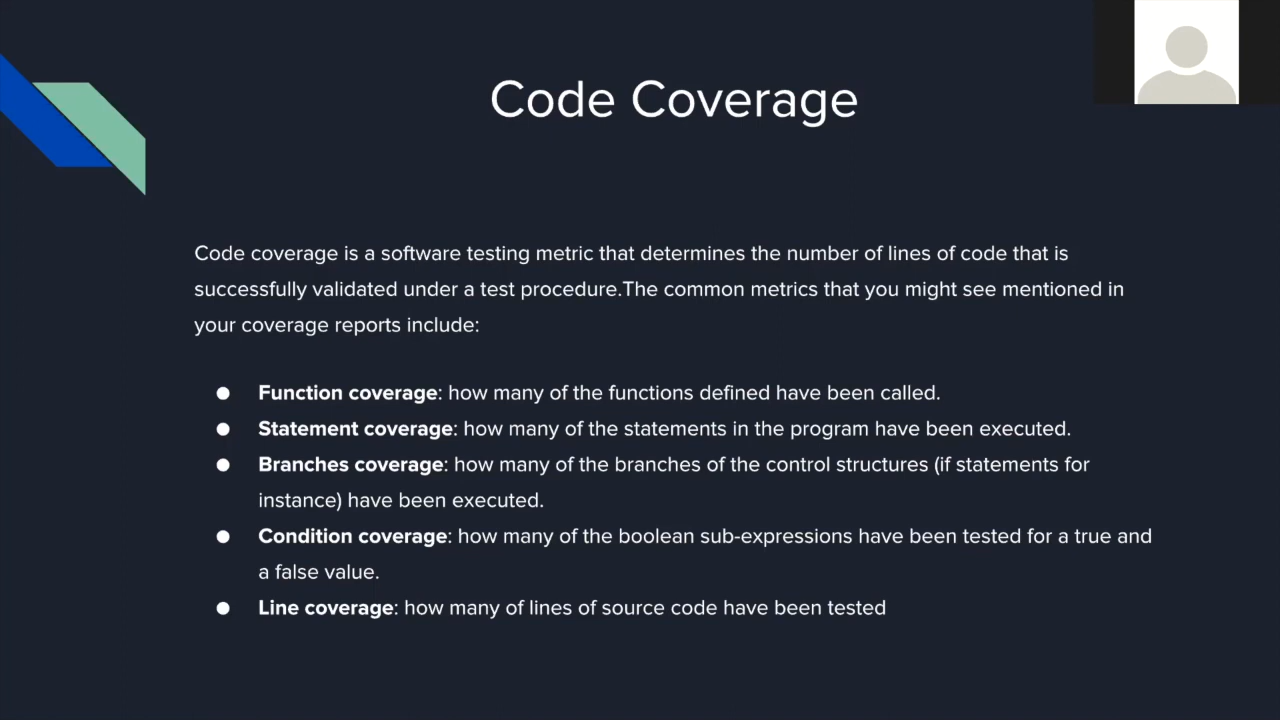 Code Coverage
Code coverage is a software testing metric that determines the number of lines of code that is
successfully validated under a test procedure.The common metrics that you might see mentioned in
your coverage reports include:
● Function coverage: how many of the functions defined have been called.
● Statement coverage: how many of the statements in the program have been executed.
● Branches coverage: how many of the branches of the control structures (if statements for
instance) have been executed.
● Condition coverage: how many of the boolean sub-expressions have been tested for a true and
a false value.
● Line coverage: how many of lines of source code have been tested